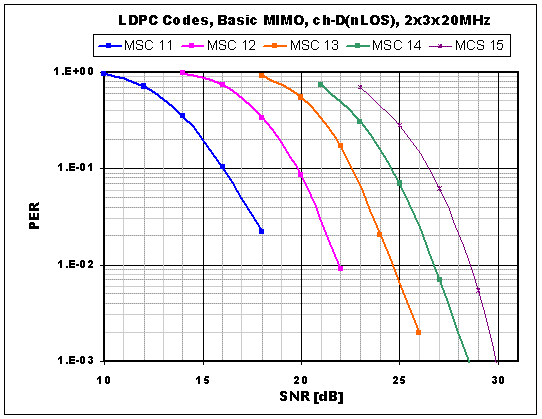 LDPC Codes, Basic MIMO, ch-D(nLOS), 2x3x20MHz
MSC 11 MSC 12 MSC 13 MSC 14 MCS 15
1.E+00
1.E-01
1.E-02
1.E-03
PER
10 15 20 25 30
SNR [dB]